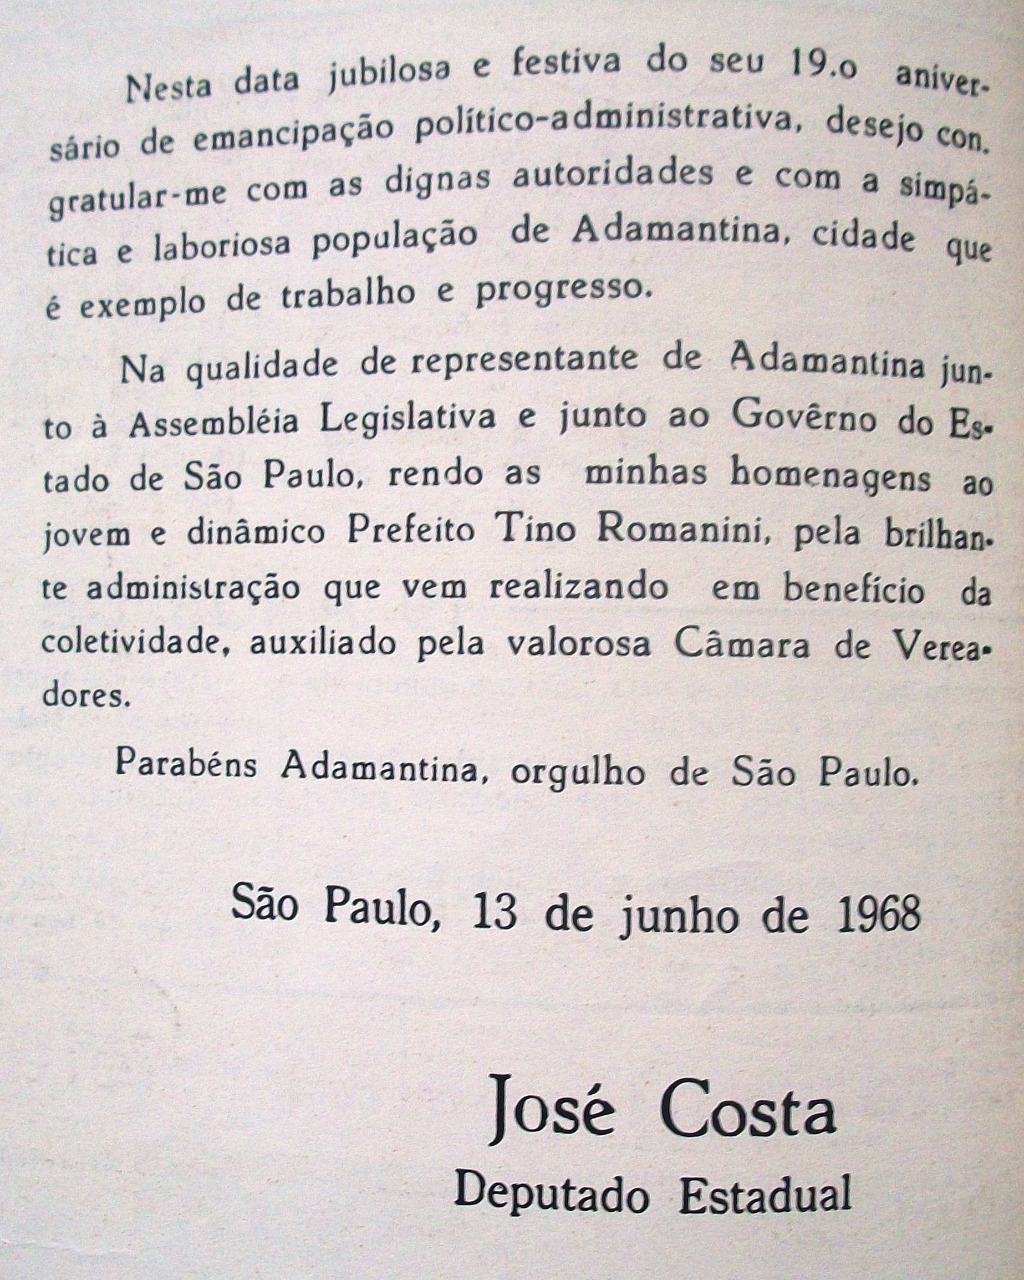 Nesta data jubilosa e festiva do seu 19.o aniver-
sário de emancipação político-administrativa, desejo con.
gratular-me com as dignas autoridades e com a simpá-
tica e laboriosa população de Adamantina, cidade que
é exemplo de trabalho e progresso.
Na qualidade de representante de Adamantina jun-
to à Assembléia Legislativa e junto ao Govêrno do Es-
tado de São Paulo, rendo as minhas homenagens ao
jovem e dinâmico Prefeito Tino Romanini, pela brilhan-
te administração que vem realizando em benefício da
coletividade, auxiliado pela valorosa Câmara de Verea-
dores.
Parabéns Adamantina, orgulho de São Paulo.
São Paulo, 13 de junho de 1968
José Costa
Deputado Estadual